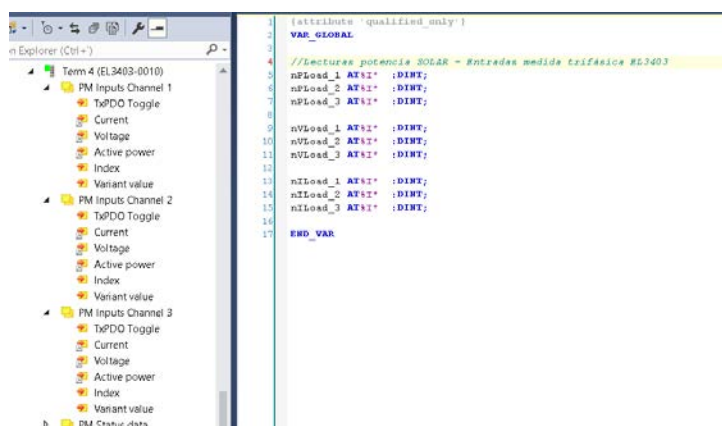 n Explorer (Ctrl+')
Term 4 (EL3403-0010)
PM Inputs Channel 1
TxPDO Toggle
Current
Voltage
Active power
Index
Variant value
PM Inputs Channel 2
TxPDO Toggle
Current
Voltage
Active power
Index
Variant value
PM Inputs Channel 3
TxPDO Toggle
Current
Voltage
Active power
Index
Variant value
PM Status data
1 {attribute 'qualified_only'}
2 VAR_GLOBAL
3
4 //Lecturas potencia SOLAR - Entradas medida trifásica EL3403
5 nPLoad_1 AT%I* :DINT;
6 nPLoad_2 AT%I* :DINT;
7 nPLoad_3 AT%I* :DINT;
8
9 nVLoad_1 AT%I* :DINT;
10 nVLoad_2 AT%I* :DINT;
11 nVLoad_3 AT%I* :DINT;
12
13 nILoad_1 AT%I* :DINT;
14 nILoad_2 AT%I* :DINT;
15 nILoad_3 AT%I* :DINT;
16
17 END_VAR